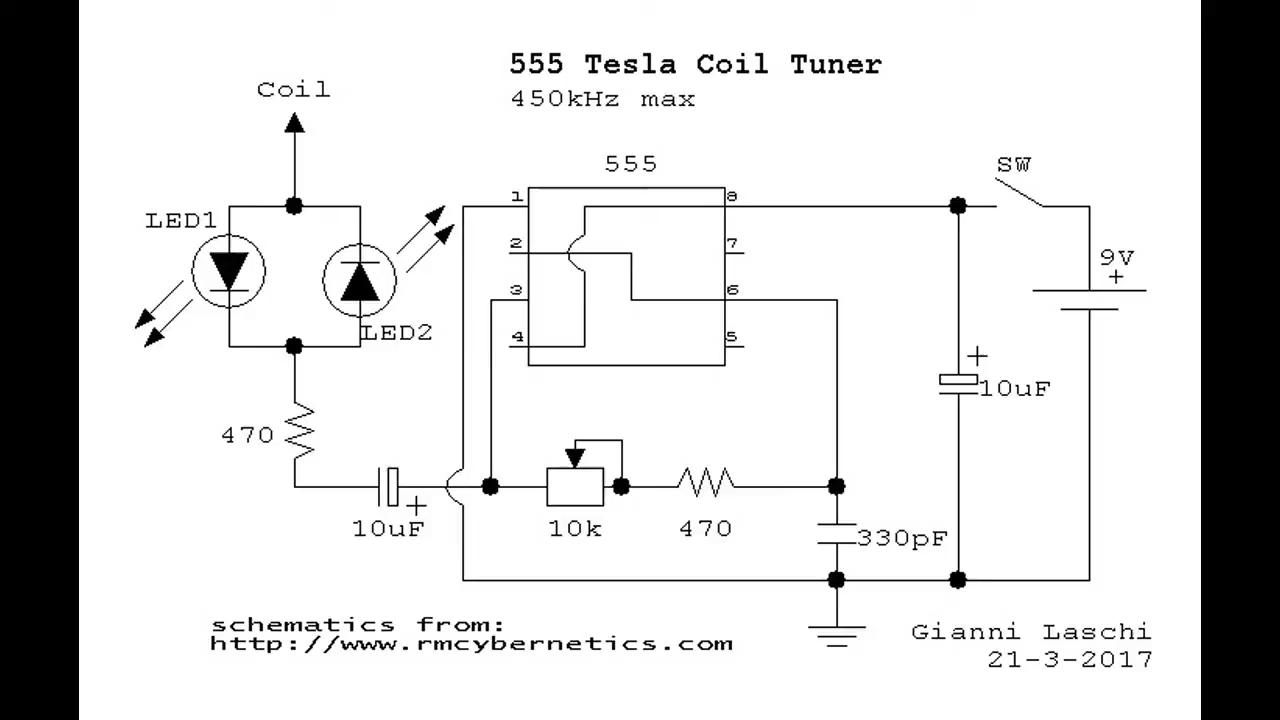 555 Tesla Coil Tuner
450kHz max
Coil
555
SW
LED1
1
8
2
7
9V
+
3
6
LED2
4
5
+
10uF
470
+
10uF
10k
470
330pF
schematics from:
http://www.rmcybernetics.com
Gianni Laschi
21-3-2017